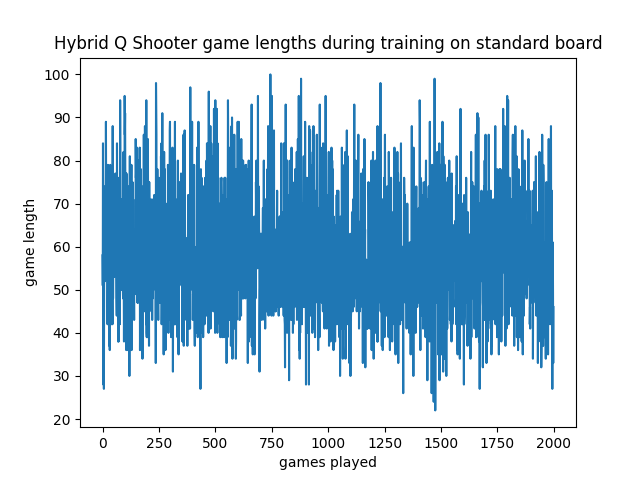 Hybrid Q Shooter game lengths during training on standard board
100
90
80
70
60
50
40
30
20
game length
0 250 500 750 1000 1250 1500 1750 2000
games played